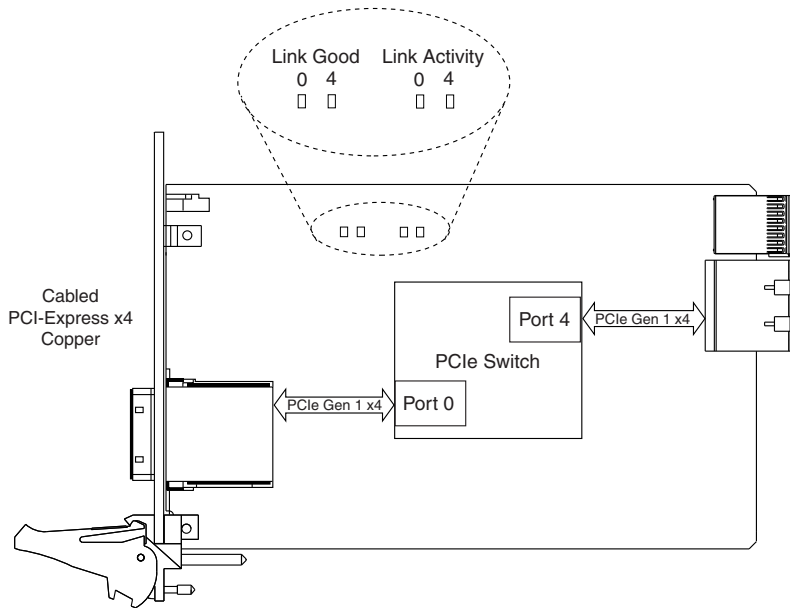 Link Good Link Activity
0 4 0 4
Cabled
PCI-Express x4
Copper
Port 4
PCIe Gen 1 x4
PCIe Switch
PCIe Gen 1 x4
Port 0